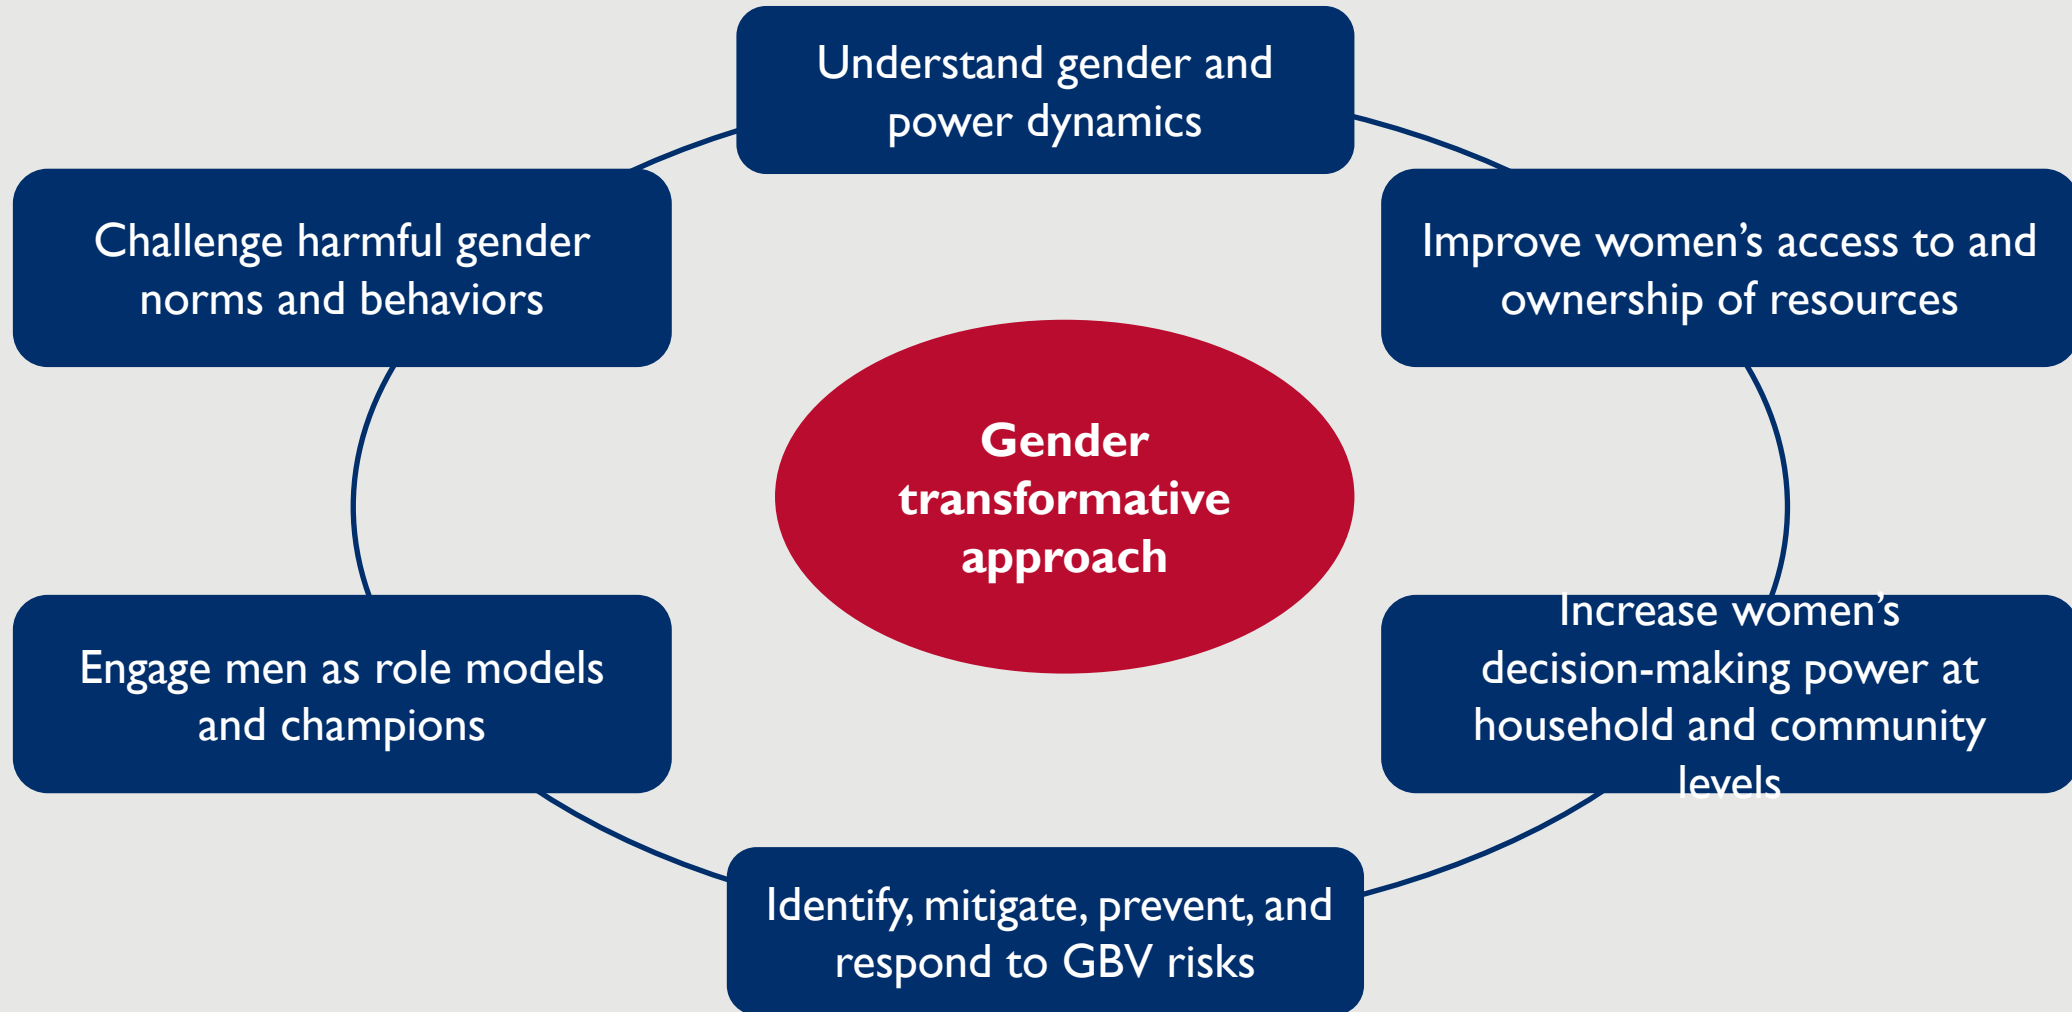 Understand gender and
power dynamics
Challenge harmful gender
norms and behaviors
Improve women’s access to and
ownership of resources
Gender
transformative
approach
Engage men as role models
and champions
Increase women’s
decision-making power at
household and community
levels
Identify, mitigate, prevent, and
respond to GBV risks